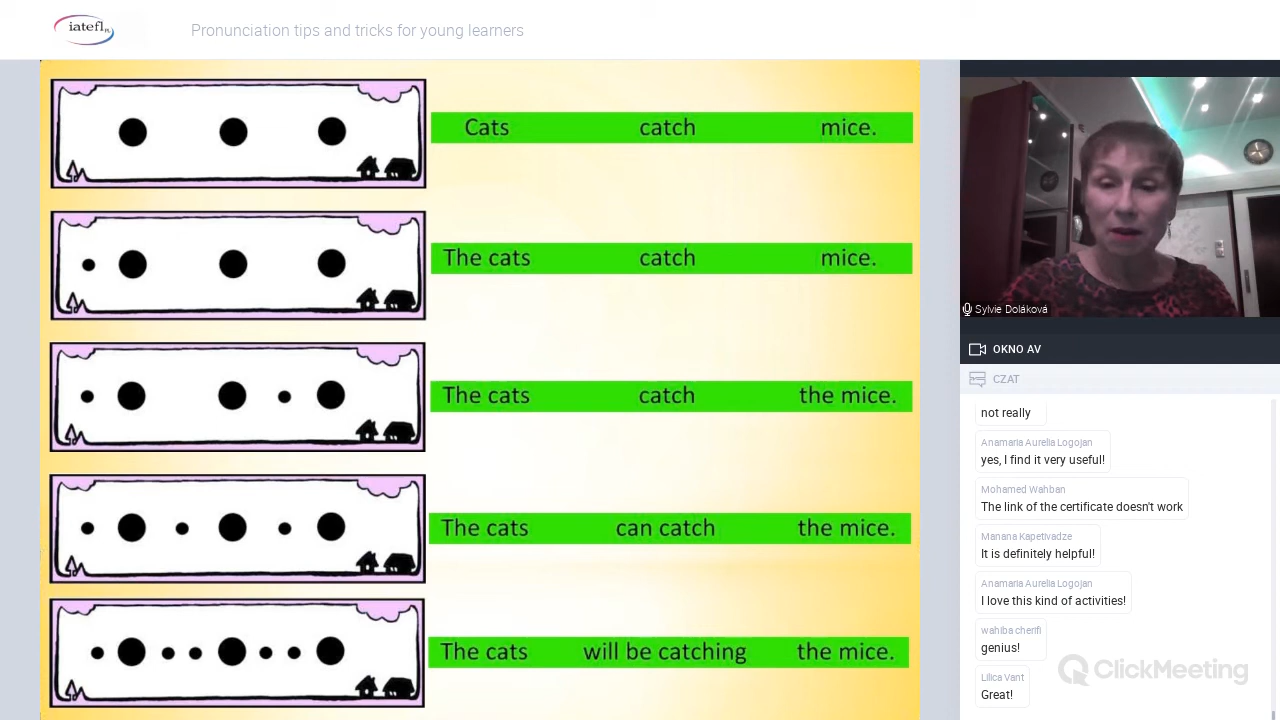 iatefl PL
Pronunciation tips and tricks for young learners
Cats catch mice.
The cats catch mice.
The cats catch the mice.
The cats can catch the mice.
The cats will be catching the mice.
Sylvie Doláková
OKNO AV
CZAT
not really
Anamaria Aurelia Logojan
yes, I find it very useful!
Mohamed Wahban
The link of the certificate doesn't work
Manana Kapetivadze
It is definitely helpful!
Anamaria Aurelia Logojan
I love this kind of activities!
wahiba cherifi
genius!
Lilica Vant
Great!
ClickMeeting